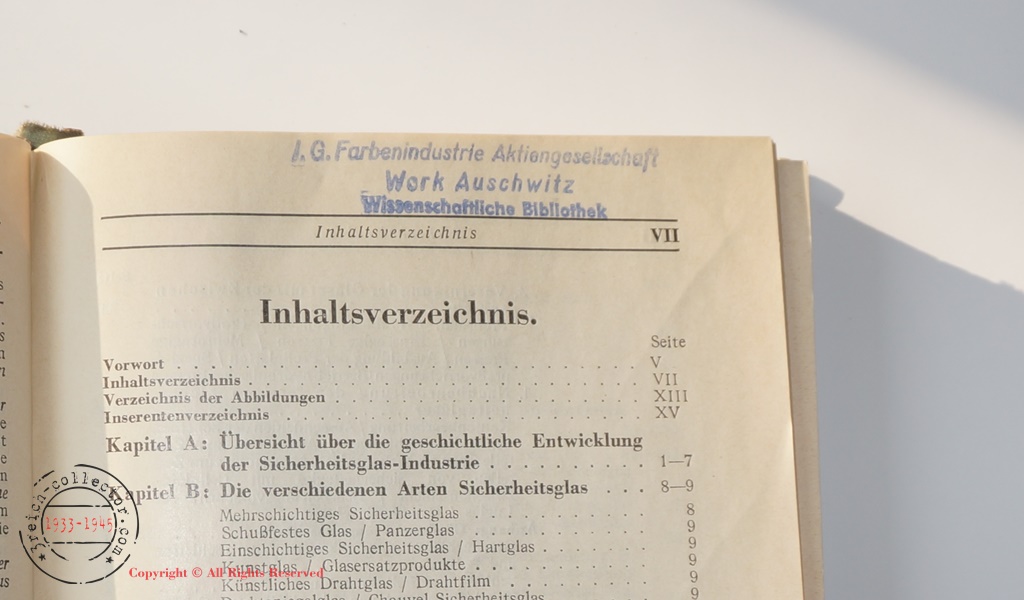 I. G. Farbenindustrie Aktiengesellschaft
Werk Auschwitz
Wissenschaftliche Bibliothek
Inhaltsverzeichnis VII
Inhaltsverzeichnis.
Seite
Vorwort . . . . . . . . . . . . . . . . . . . . V
Inhaltsverzeichnis . . . . . . . . . . . . . . . . VII
Verzeichnis der Abbildungen . . . . . . . . . . . . . XIII
Inserentenverzeichnis . . . . . . . . . . . . . . . XV
Kapitel A: Übersicht über die geschichtliche Entwicklung
der Sicherheitsglas-Industrie . . . . . . . . . 1—7
Kapitel B: Die verschiedenen Arten Sicherheitsglas . . . 8—9
Mehrschichtiges Sicherheitsglas . . . . . . . . . 8
Schußfestes Glas / Panzerglas . . . . . . . . . 9
Einschichtiges Sicherheitsglas / Hartglas . . . . . . 9
Kunstglas / Glasersatzprodukte . . . . . . . . . 9
Künstliches Drahtglas / Drahtfilm . . . . . . . . 9
Sicherheitsglas 9
3reich-collector.com
1933-1945
Copyright © All Rights Reserved